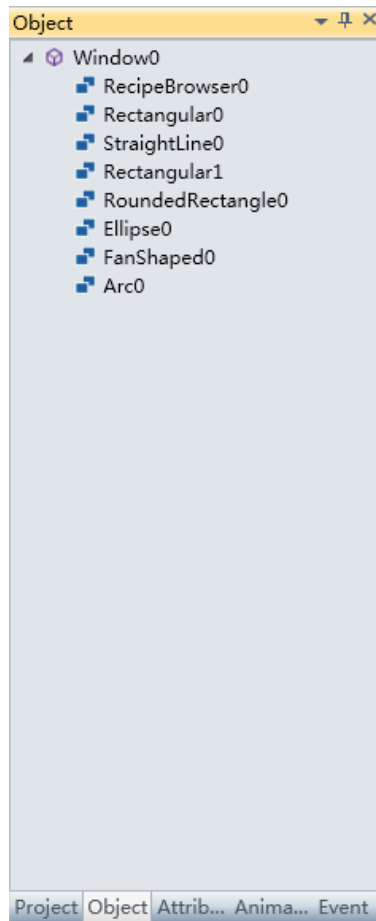 Object
Window0
RecipeBrowser0
Rectangular0
StraightLine0
Rectangular1
RoundedRectangle0
Ellipse0
FanShaped0
Arc0
Project Object Attrib... Anima... Event